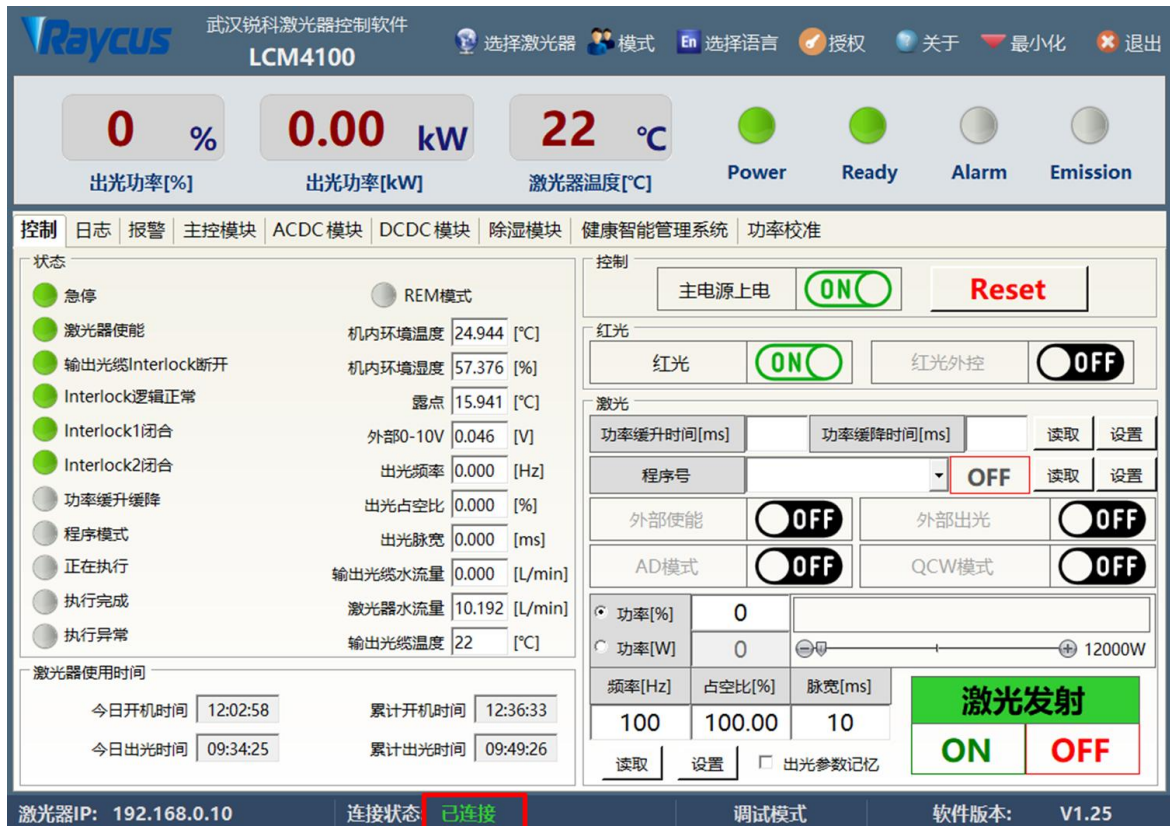 Raycus 武汉锐科激光器控制软件
LCM4100
选择激光器 模式 En 选择语言 授权 关于 最小化 退出
0 % 0.00 kW 22 ℃
出光功率[%] 出光功率[kW] 激光器温度[℃] Power Ready Alarm Emission
控制 日志 报警 主控模块 ACDC模块 DCDC模块 除湿模块 健康智能管理系统 功率校准
状态
急停 REM模式
激光器使能 机内环境温度 24.944 [℃]
输出光缆Interlock断开 机内环境湿度 57.376 [%]
Interlock逻辑正常 露点 15.941 [℃]
Interlock1闭合 外部0-10V 0.046 [V]
Interlock2闭合 出光频率 0.000 [Hz]
功率缓升缓降 出光占空比 0.000 [%]
程序模式 出光脉宽 0.000 [ms]
正在执行 输出光缆水流量 0.000 [L/min]
执行完成 激光器水流量 10.192 [L/min]
执行异常 输出光缆温度 22 [℃]
激光器使用时间
今日开机时间 12:02:58 累计开机时间 12:36:33
今日出光时间 09:34:25 累计出光时间 09:49:26
控制
主电源上电 ON Reset
红光
红光 ON 红光外控 OFF
激光
功率缓升时间[ms] 功率缓降时间[ms] 读取 设置
程序号 OFF 读取 设置
外部使能 OFF 外部出光 OFF
AD模式 OFF QCW模式 OFF
功率[%] 0
功率[W] 0 12000W
频率[Hz] 占空比[%] 脉宽[ms] 激光发射
100 100.00 10 ON OFF
读取 设置 出光参数记忆
激光器IP: 192.168.0.10 连接状态: 已连接 调试模式 软件版本: V1.25